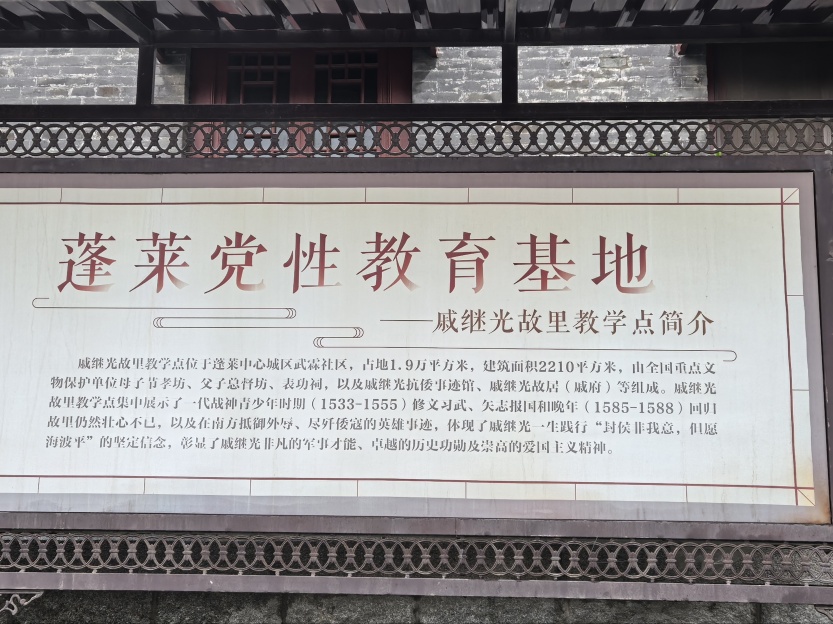 蓬莱党性教育基地
——戚继光故里教学点简介
戚继光故里教学点位于蓬莱中心城区武霖社区，占地1.9万平方米，建筑面积2210平方米，由全国重点文
物保护单位母子节孝坊、父子总督坊、表功祠，以及戚继光抗倭事迹馆、戚继光故居（戚府）等组成。戚继光
故里教学点集中展示了一代战神青少年时期（1533-1555）修文习武、矢志报国和晚年（1585-1588）回归
故里仍然壮心不已，以及在南方抵御外辱、尽歼倭寇的英雄事迹，体现了戚继光一生践行“封侯非我意，但愿
海波平”的坚定信念，彰显了戚继光非凡的军事才能、卓越的历史功勋及崇高的爱国主义精神。